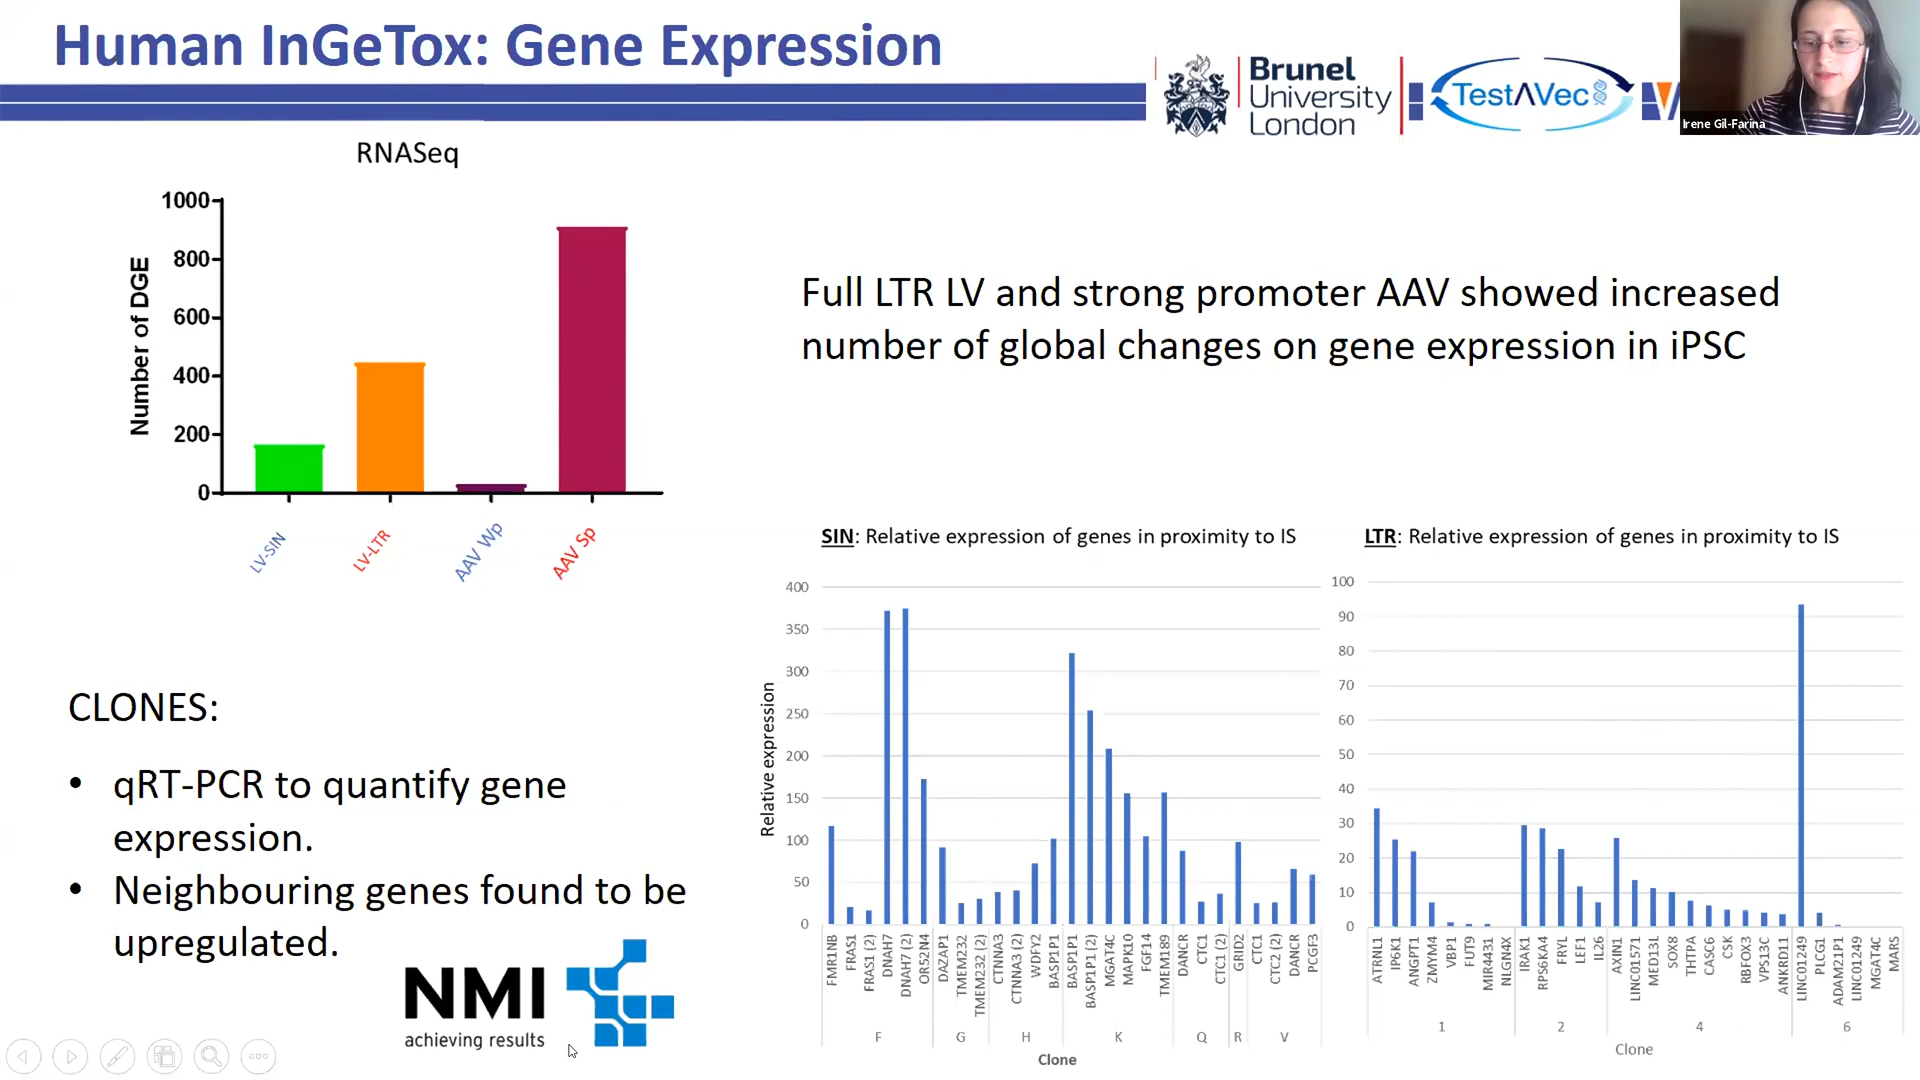 Human InGeTox: Gene Expression
Brunel
University
London
TestΛVec
Irene Gil-Farina
RNASeq
1000
800
600
400
200
0
Number of DGE
LV-SIN
LV-LTR
AAV Wp
AAV Sp
Full LTR LV and strong promoter AAV showed increased
number of global changes on gene expression in iPSC
CLONES:
• qRT-PCR to quantify gene
expression.
• Neighbouring genes found to be
upregulated.
NMI
achieving results
SIN: Relative expression of genes in proximity to IS
400
350
300
250
200
150
100
50
0
Relative expression
FMR1NB
FRAS1
FRAS1 (2)
DNAH7
DNAH7 (2)
OR52N4
DAZAP1
TMEM232
TMEM232 (2)
CTNNA3
CTNNA3 (2)
WDFY2
BASP1P1
BASP1P1
BASP1P1 (2)
MGAT4C
MAPK10
FGF14
TMEM189
DANCR
CTC1
CTC1 (2)
GRID2
CTC1
CTC2 (2)
DANCR
PCGF3
F
G
H
K
Q
R
V
Clone
LTR: Relative expression of genes in proximity to IS
100
90
80
70
60
50
40
30
20
10
0
ATRNL1
IP6K1
ANGPT1
ZMYM4
VBP1
FUT9
MIR4431
NLGN4X
IRAK1
RPS6KA4
FRYL
LEF1
IL26
AXIN1
LINC01571
MED13L
SOX8
THTPA
CASC6
CSK
RBFOX3
VPS13C
ANKRD11
LINC01249
PLCG1
ADAM21P1
LINC01249
MGAT4C
MARS
1
2
4
6
Clone